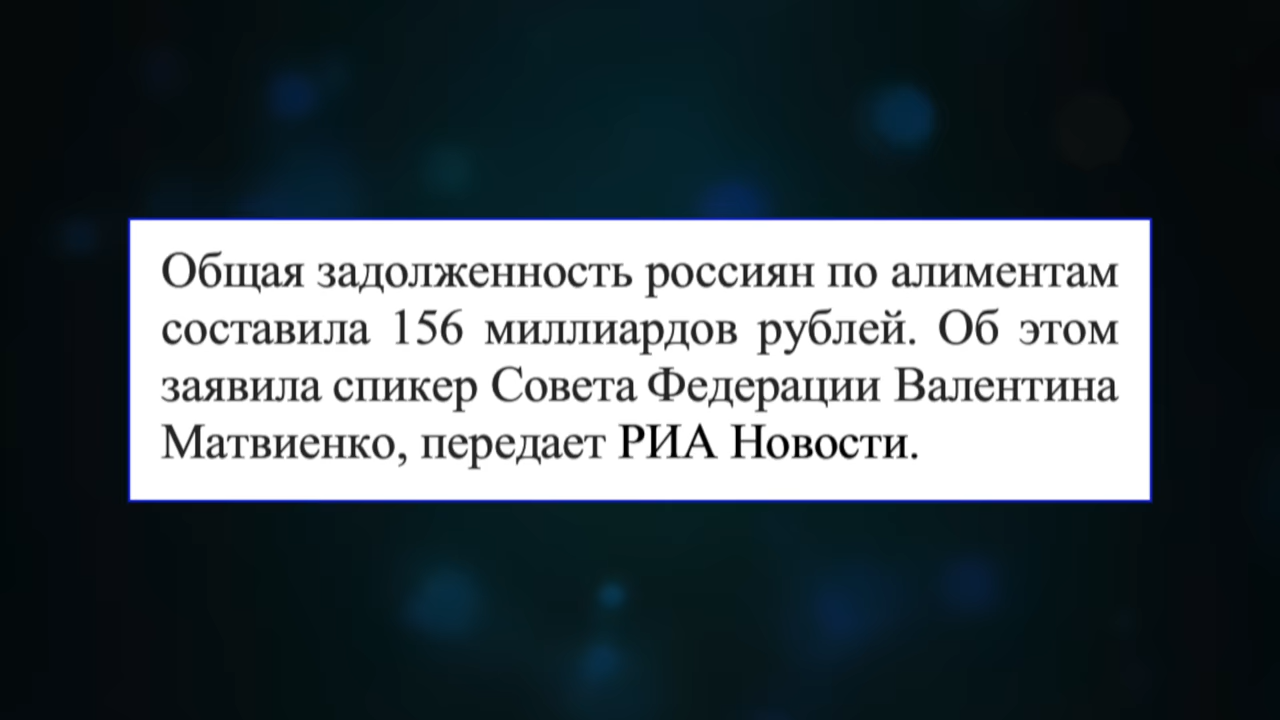 Общая задолженность россиян по алиментам
составила 156 миллиардов рублей. Об этом
заявила спикер Совета Федерации Валентина
Матвиенко, передает РИА Новости.